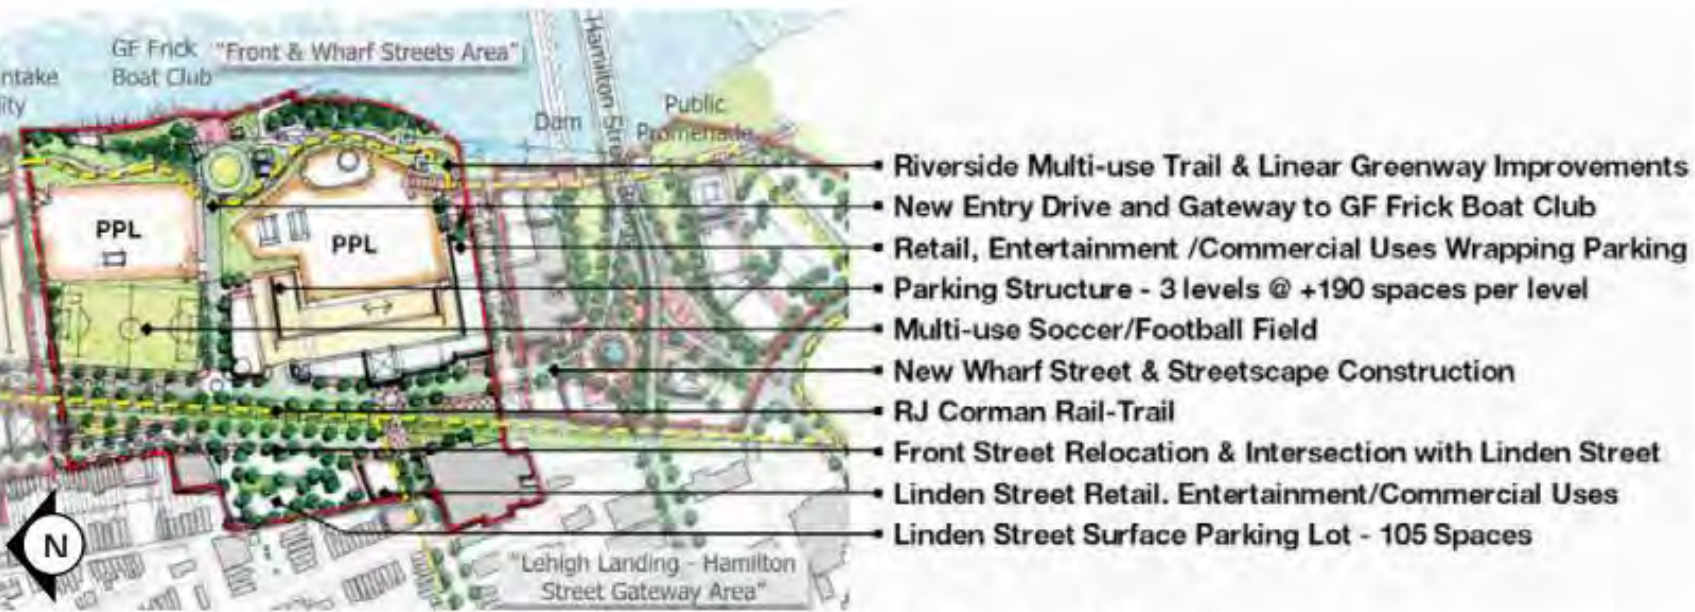 GF Frick
Boat Club
"Front & Wharf Streets Area"
ntake
ity
Hamilton Stre
Dam
Public
Promenade
PPL
PPL
Riverside Multi-use Trail & Linear Greenway Improvements
New Entry Drive and Gateway to GF Frick Boat Club
Retail, Entertainment /Commercial Uses Wrapping Parking
Parking Structure - 3 levels @ +190 spaces per level
Multi-use Soccer/Football Field
New Wharf Street & Streetscape Construction
RJ Corman Rail-Trail
Front Street Relocation & Intersection with Linden Street
Linden Street Retail. Entertainment/Commercial Uses
Linden Street Surface Parking Lot - 105 Spaces
N
"Lehigh Landing - Hamilton
Street Gateway Area"